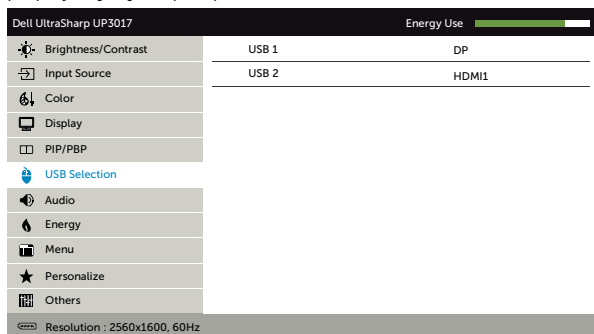 Dell UltraSharp UP3017 Energy Use
Brightness/Contrast USB 1 DP
Input Source USB 2 HDMI1
Color
Display
PIP/PBP
USB Selection
Audio
Energy
Menu
Personalize
Others
Resolution : 2560x1600, 60Hz